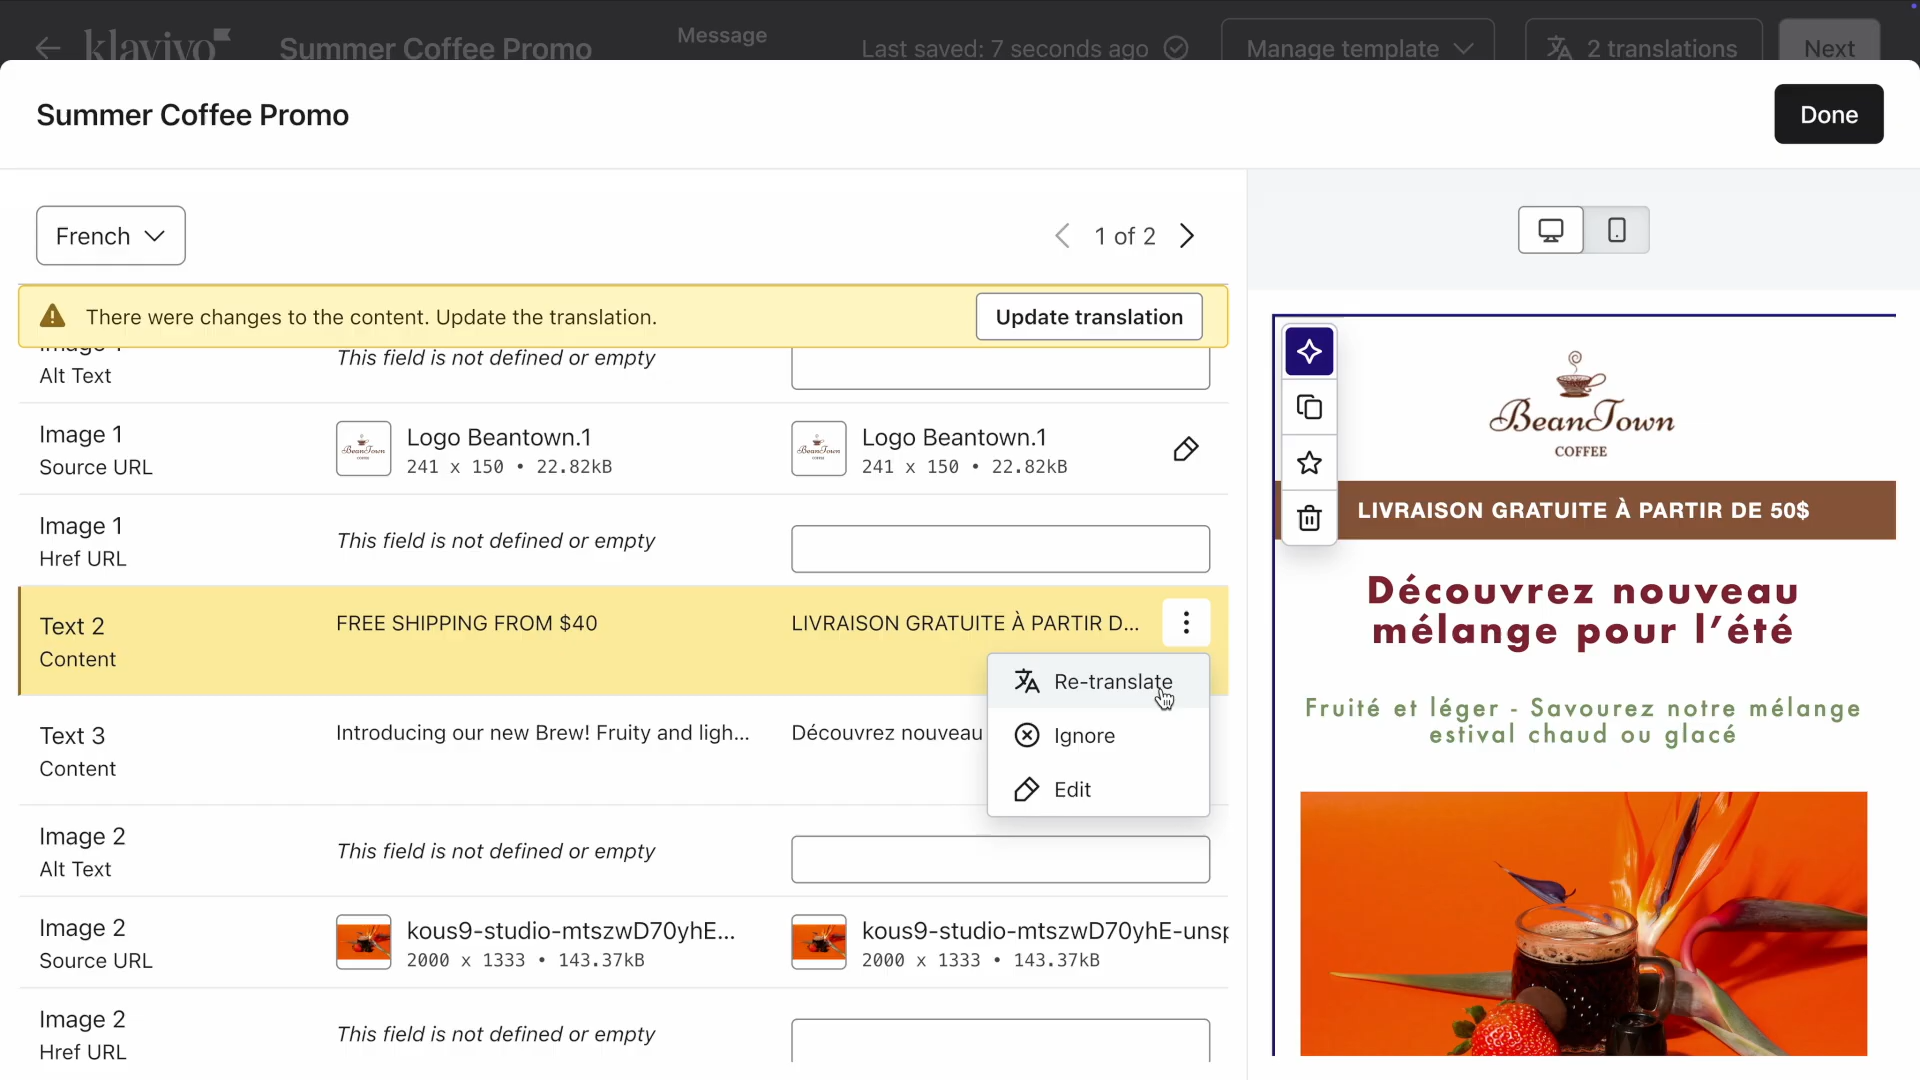 klaviyo
Summer Coffee Promo
Message
Last saved: 7 seconds ago
Manage template
2 translations
Next
Summer Coffee Promo
Done
French
1 of 2
There were changes to the content. Update the translation.
Update translation
Image 1
Alt Text
This field is not defined or empty
Image 1
Source URL
BeanTown
COFFEE
Logo Beantown.1
241 x 150 • 22.82kB
BeanTown
COFFEE
Logo Beantown.1
241 x 150 • 22.82kB
Image 1
Href URL
This field is not defined or empty
Text 2
Content
FREE SHIPPING FROM $40
LIVRAISON GRATUITE À PARTIR D...
Re-translate
Ignore
Edit
Text 3
Content
Introducing our new Brew! Fruity and ligh...
Découvrez nouveau
Image 2
Alt Text
This field is not defined or empty
Image 2
Source URL
kous9-studio-mtszwD70yhE...
2000 x 1333 • 143.37kB
kous9-studio-mtszwD70yhE-unsp
2000 x 1333 • 143.37kB
Image 2
Href URL
This field is not defined or empty
BeanTown
COFFEE
LIVRAISON GRATUITE À PARTIR DE 50$
Découvrez nouveau
mélange pour l’été
Fruité et léger - Savourez notre mélange
estival chaud ou glacé